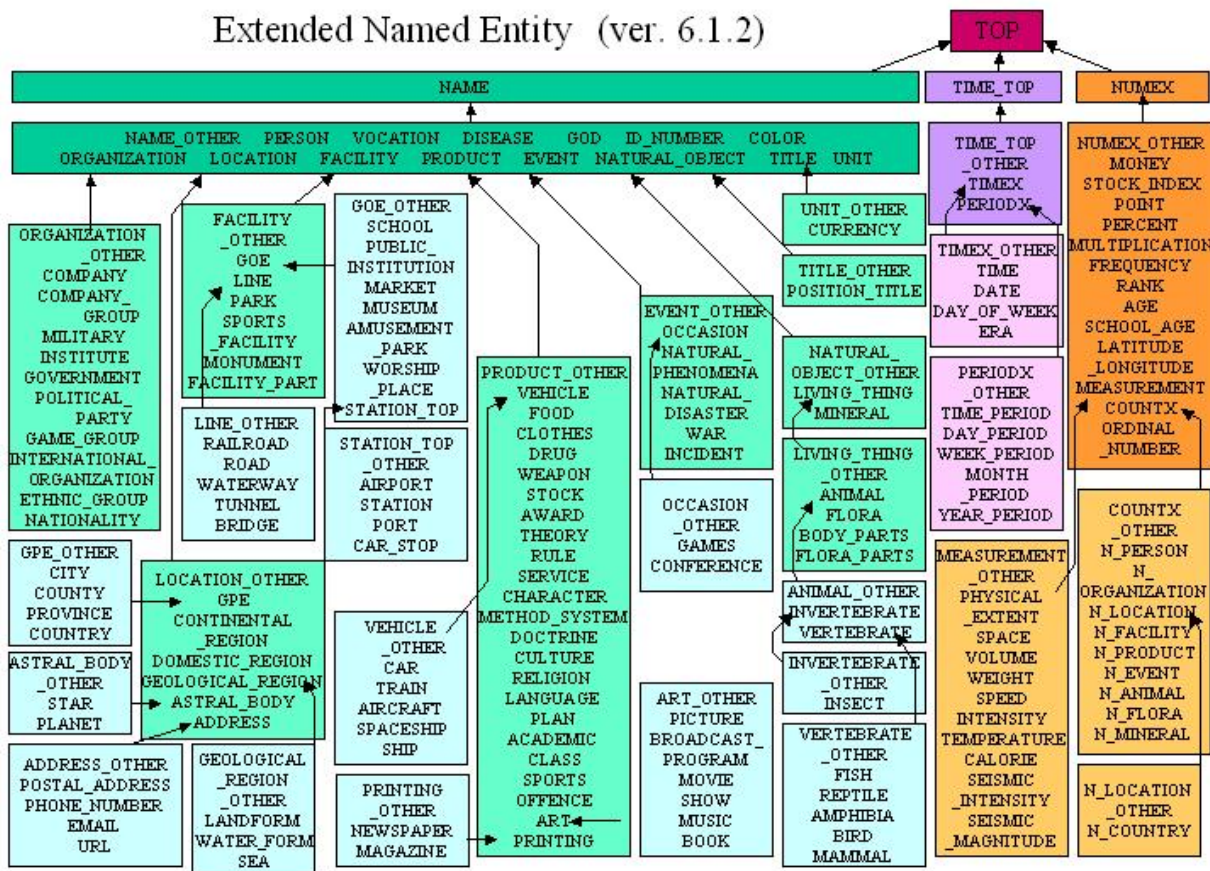 Extended Named Entity (ver. 6.1.2)
TOP
NAME
TIME_TOP
NUMEX
NAME_OTHER PERSON VOCATION DISEASE GOD ID_NUMBER COLOR
ORGANIZATION LOCATION FACILITY PRODUCT EVENT NATURAL_OBJECT TITLE UNIT
TIME_TOP
_OTHER
TIMEX
PERIODX
NUMEX_OTHER
MONEY
STOCK_INDEX
POINT
PERCENT
MULTIPLICATION
FREQUENCY
RANK
AGE
SCHOOL_AGE
LATITUDE
_LONGITUDE
MEASUREMENT
COUNTX
ORDINAL
_NUMBER
ORGANIZATION
_OTHER
COMPANY
COMPANY_
GROUP
MILITARY
INSTITUTE
GOVERNMENT
POLITICAL_
PARTY
GAME_GROUP
INTERNATIONAL_
ORGANIZATION
ETHNIC_GROUP
NATIONALITY
FACILITY
_OTHER
GOE
LINE
PARK
SPORTS
_FACILITY
MONUMENT
FACILITY_PART
GOE_OTHER
SCHOOL
PUBLIC_
INSTITUTION
MARKET
MUSEUM
AMUSEMENT
_PARK
WORSHIP
_PLACE
STATION_TOP
UNIT_OTHER
CURRENCY
TITLE_OTHER
POSITION_TITLE
TIMEX_OTHER
TIME
DATE
DAY_OF_WEEK
ERA
EVENT_OTHER
OCCASION
NATURAL_
PHENOMENA
NATURAL_
DISASTER
WAR
INCIDENT
NATURAL_
OBJECT_OTHER
LIVING_THING
MINERAL
PERIODX
_OTHER
TIME_PERIOD
DAY_PERIOD
WEEK_PERIOD
MONTH
_PERIOD
YEAR_PERIOD
LINE_OTHER
RAILROAD
ROAD
WATERWAY
TUNNEL
BRIDGE
STATION_TOP
_OTHER
AIRPORT
STATION
PORT
CAR_STOP
PRODUCT_OTHER
VEHICLE
FOOD
CLOTHES
DRUG
WEAPON
STOCK
AWARD
THEORY
RULE
SERVICE
CHARACTER
METHOD_SYSTEM
DOCTRINE
CULTURE
RELIGION
LANGUAGE
PLAN
ACADEMIC
CLASS
SPORTS
OFFENCE
ART
PRINTING
LIVING_THING
_OTHER
ANIMAL
FLORA
BODY_PARTS
FLORA_PARTS
OCCASION
_OTHER
GAMES
CONFERENCE
COUNTX
_OTHER
N_PERSON
N_
ORGANIZATION
N_LOCATION
N_FACILITY
N_PRODUCT
N_EVENT
N_ANIMAL
N_FLORA
N_MINERAL
GPE_OTHER
CITY
COUNTY
PROVINCE
COUNTRY
LOCATION_OTHER
GPE
CONTINENTAL
_REGION
DOMESTIC_REGION
GEOLOGICAL_REGION
ASTRAL_BODY
ADDRESS
MEASUREMENT
_OTHER
PHYSICAL
_EXTENT
SPACE
VOLUME
WEIGHT
SPEED
INTENSITY
TEMPERATURE
CALORIE
SEISMIC
_INTENSITY
SEISMIC
_MAGNITUDE
ANIMAL_OTHER
INVERTEBRATE
VERTEBRATE
VEHICLE
_OTHER
CAR
TRAIN
AIRCRAFT
SPACESHIP
SHIP
ASTRAL_BODY
_OTHER
STAR
PLANET
INVERTEBRATE
_OTHER
INSECT
ART_OTHER
PICTURE
BROADCAST_
PROGRAM
MOVIE
SHOW
MUSIC
BOOK
VERTEBRATE
_OTHER
FISH
REPTILE
AMPHIBIA
BIRD
MAMMAL
ADDRESS_OTHER
POSTAL_ADDRESS
PHONE_NUMBER
EMAIL
URL
GEOLOGICAL
_REGION
_OTHER
LANDFORM
WATER_FORM
SEA
PRINTING
_OTHER
NEWSPAPER
MAGAZINE
N_LOCATION
_OTHER
N_COUNTRY